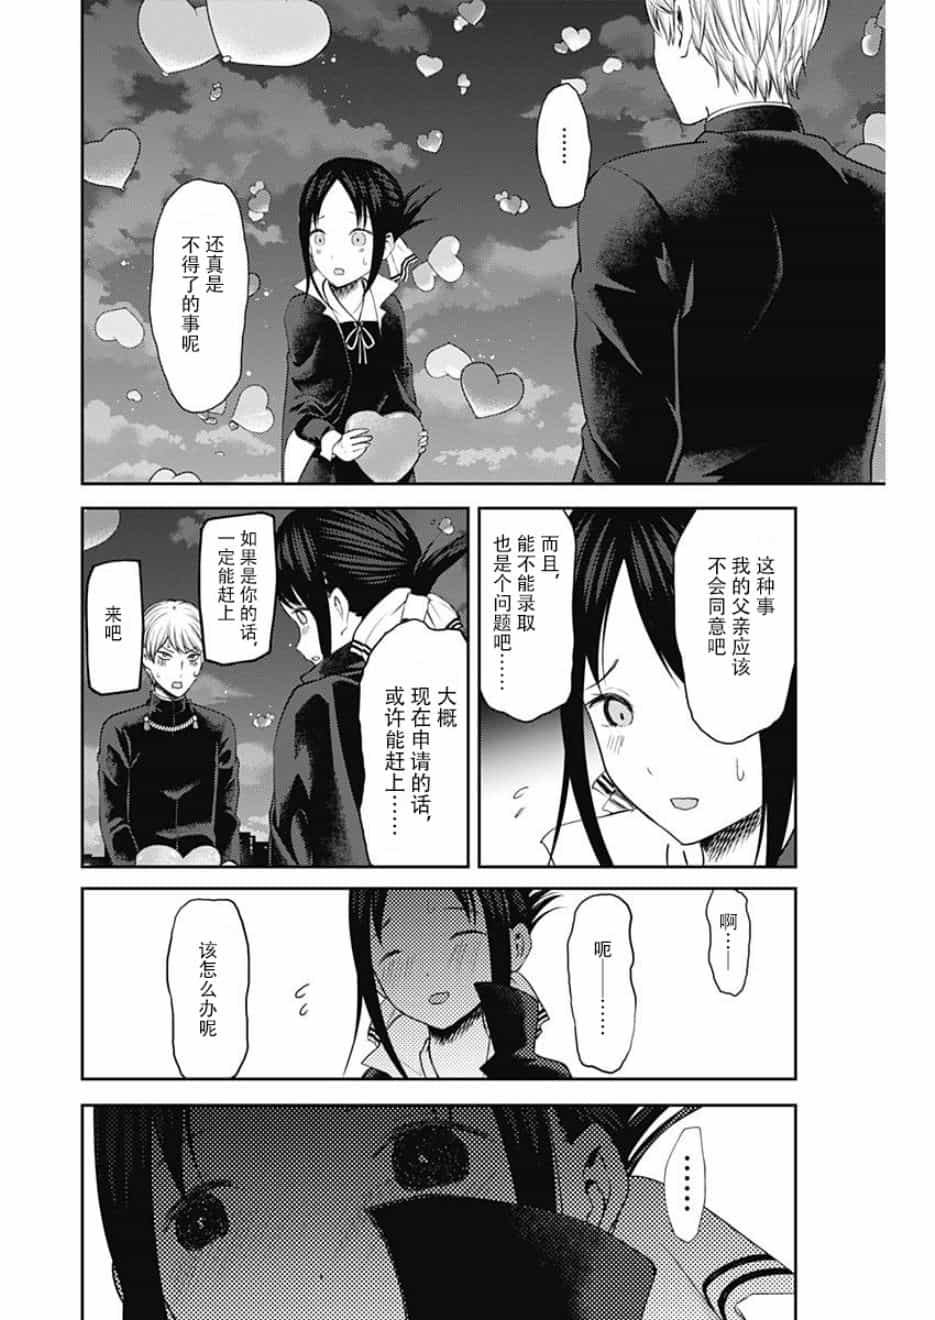 ……
还真是
不得了的事呢
这种事
我的父亲应该
不会同意吧
而且，
能不能录取
也是个问题吧……
大概
现在申请的话，
或许能赶上……
如果是你的话，
一定能赶上
来吧
啊……
呃……
该怎么办呢
……